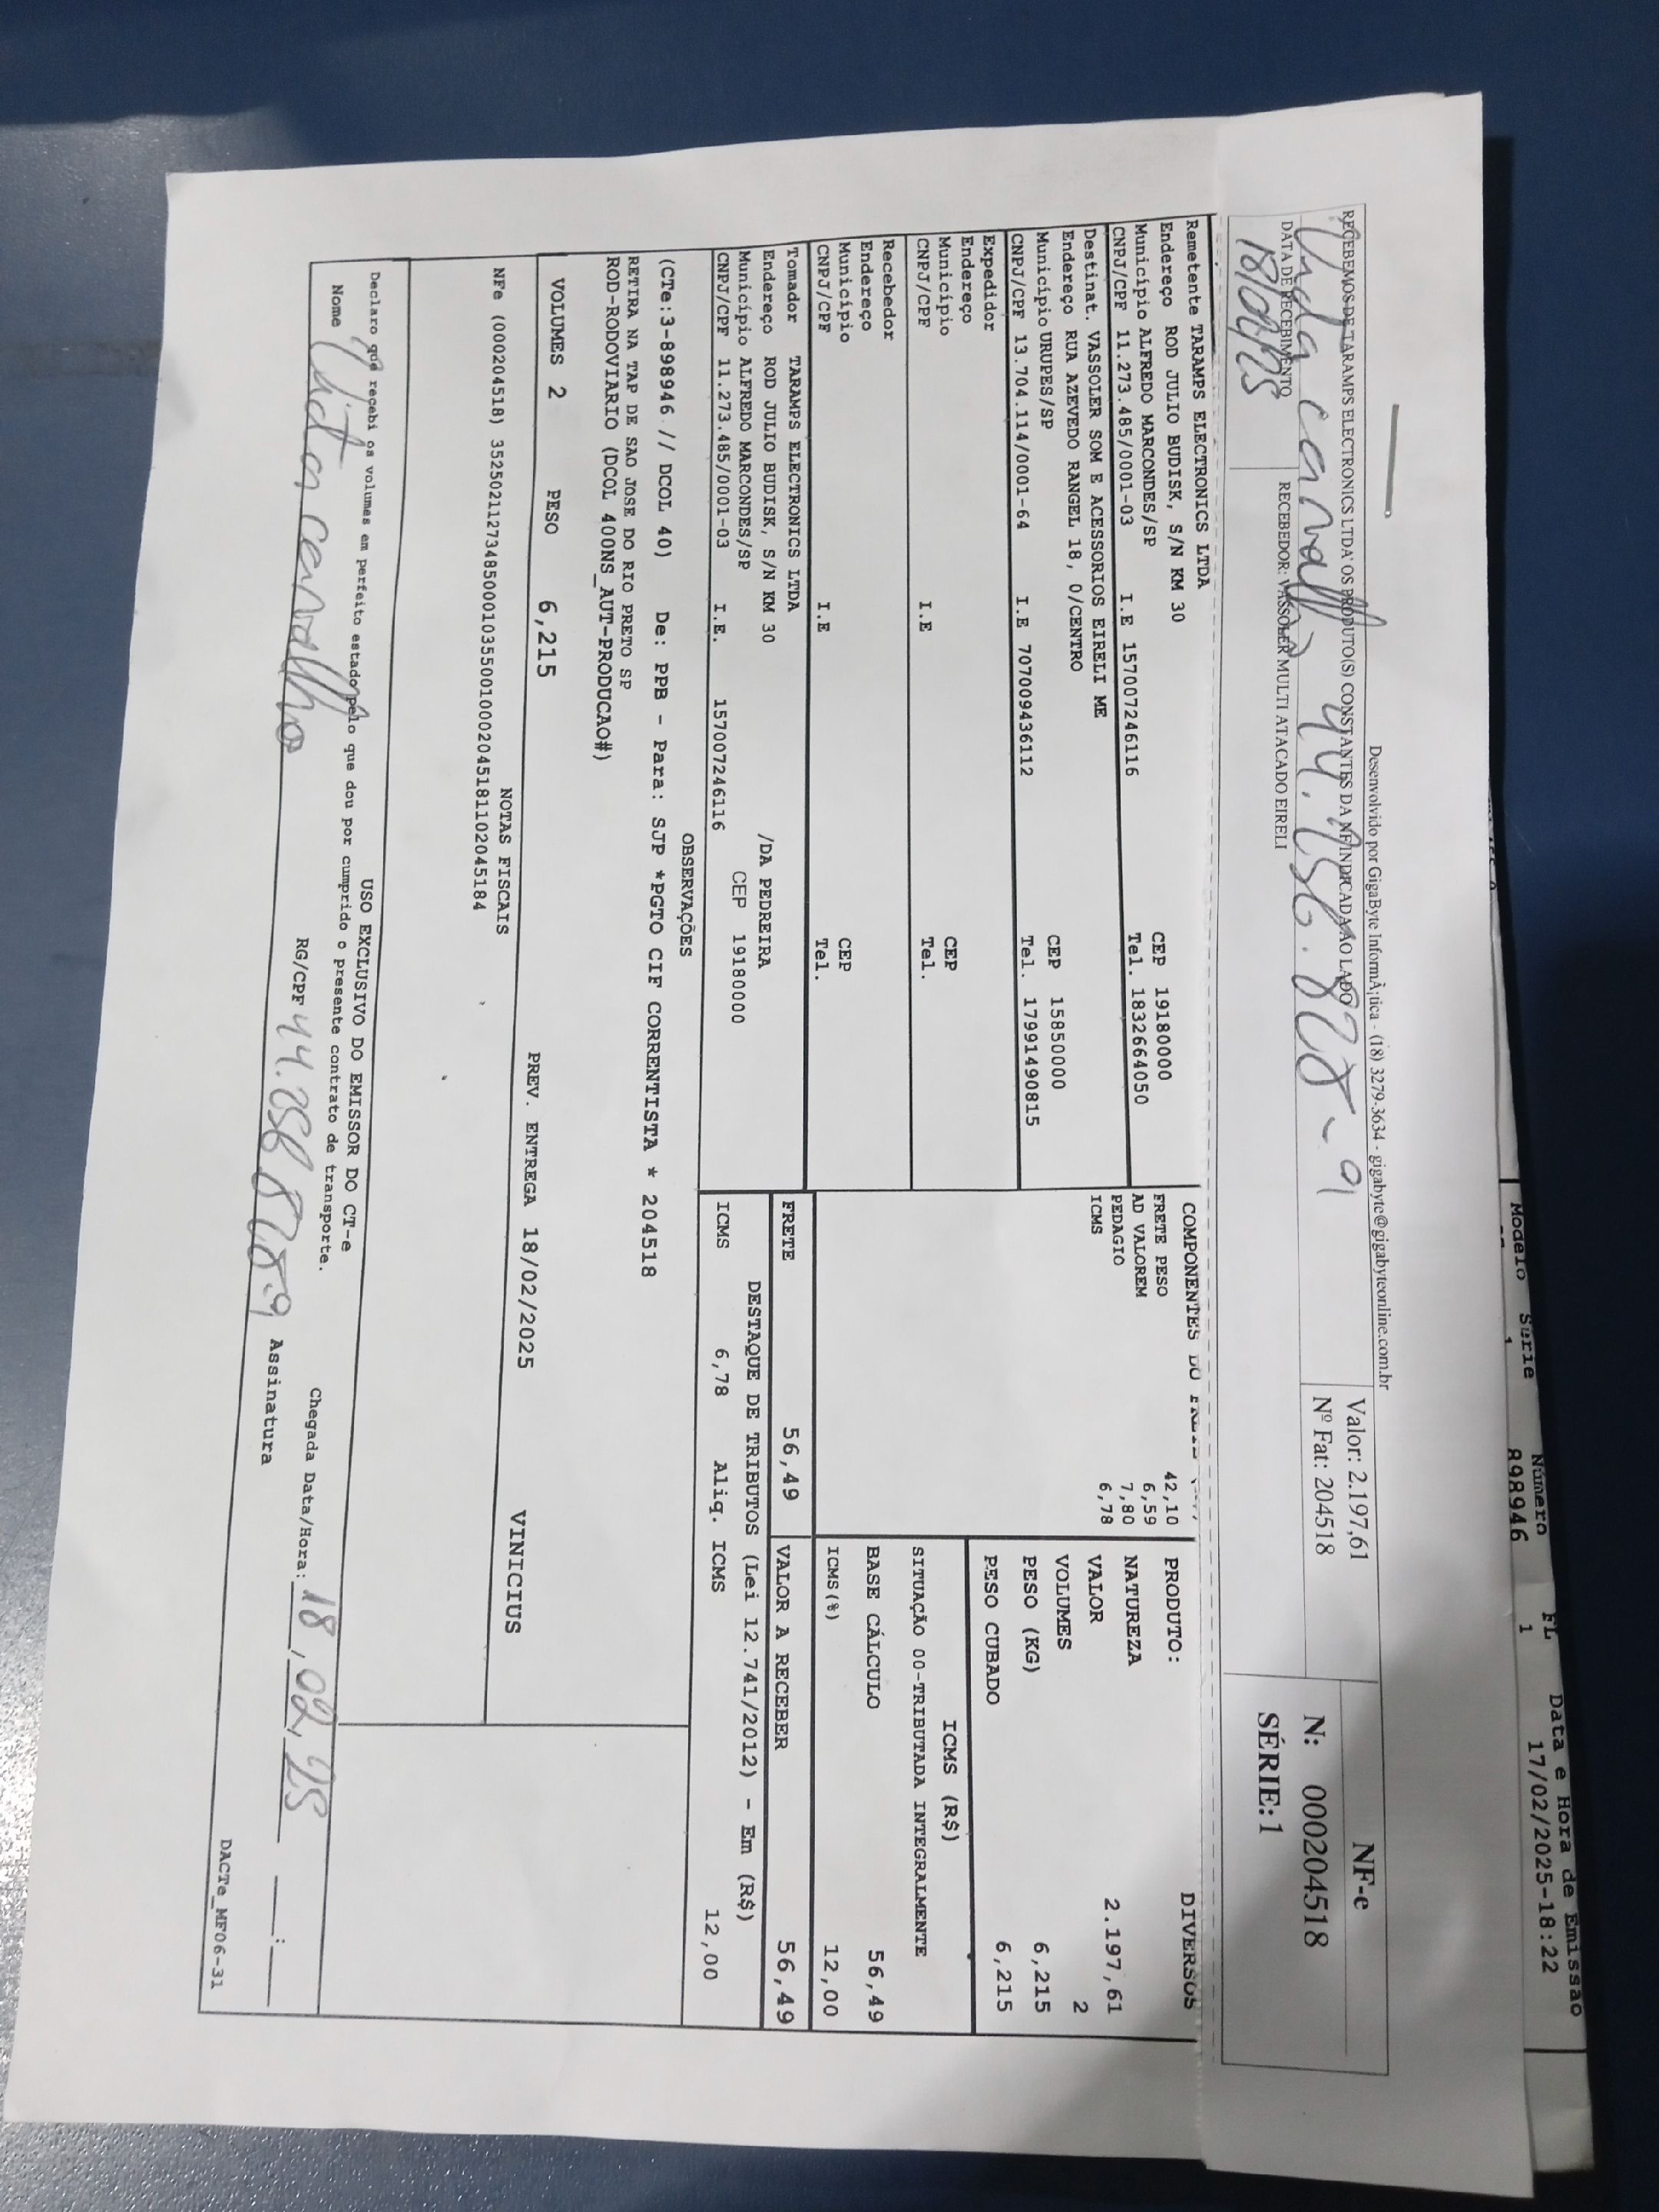 Modelo Serie Número FL Data e Hora de Emissão
1 898946 1 17/02/2025-18:22
Desenvolvido por GigaByte InformÃ¡tica - (18) 3279-3634 - gigabyte@gigabyteonline.com.br
RECEBEMOS DE TARAMPS ELECTRONICS LTDA' OS PRODUTO(S) CONSTANTES DA NF INDICADA AO LADO
Valor: 2.197,61
Nº Fat: 204518
NF-e
N: 000204518
SÉRIE: 1
DATA DE RECEBIMENTO
RECEBEDOR: VASSOLER MULTI ATACADO EIRELI
Remetente TARAMPS ELECTRONICS LTDA
Endereço ROD JULIO BUDISK, S/N KM 30
Município ALFREDO MARCONDES/SP CEP 19180000
CNPJ/CPF 11.273.485/0001-03 I.E 157007246116 Tel. 1832664050
Destinat. VASSOLER SOM E ACESSORIOS EIRELI ME
Endereço RUA AZEVEDO RANGEL 18, 0/CENTRO
Município URUPES/SP CEP 15850000
CNPJ/CPF 13.704.114/0001-64 I.E 707009436112 Tel. 17991490815
Expedidor
Endereço
Município CEP
CNPJ/CPF I.E Tel.
Recebedor
Endereço
Município CEP
CNPJ/CPF I.E Tel.
Tomador TARAMPS ELECTRONICS LTDA
Endereço ROD JULIO BUDISK, S/N KM 30 /DA PEDREIRA
Município ALFREDO MARCONDES/SP CEP 19180000
CNPJ/CPF 11.273.485/0001-03 I.E. 157007246116
COMPONENTES DO
FRETE PESO 42,10
AD VALOREM 6,59
PEDAGIO 7,80
ICMS 6,78
PRODUTO: DIVERSOS
NATUREZA
VALOR 2.197,61
VOLUMES 2
PESO (KG) 6,215
PESO CUBADO 6,215
ICMS (R$)
SITUAÇÃO 00-TRIBUTADA INTEGRALMENTE
BASE CÁLCULO 56,49
ICMS (%) 12,00
FRETE 56,49 VALOR A RECEBER 56,49
DESTAQUE DE TRIBUTOS (Lei 12.741/2012) - Em (R$)
ICMS 6,78 Aliq. ICMS 12,00
OBSERVAÇÕES
(CTe:3-898946 // DCOL 40) De: PPB - Para: SJP *PGTO CIF CORRENTISTA * 204518
RETIRA NA TAP DE SAO JOSE DO RIO PRETO SP
ROD-RODOVIARIO (DCOL 400NS_AUT-PRODUCAO#)
VOLUMES 2 PESO 6,215 PREV. ENTREGA 18/02/2025 VINICIUS
NOTAS FISCAIS
NFe (000204518) 35250211273485000103550010002045181102045184
USO EXCLUSIVO DO EMISSOR DO CT-e
Declaro que recebi os volumes em perfeito estado pelo que dou por cumprido o presente contrato de transporte.
Nome RG/CPF Assinatura Chegada Data/Hora: 18,02,25 :
DACTe_MF06-31